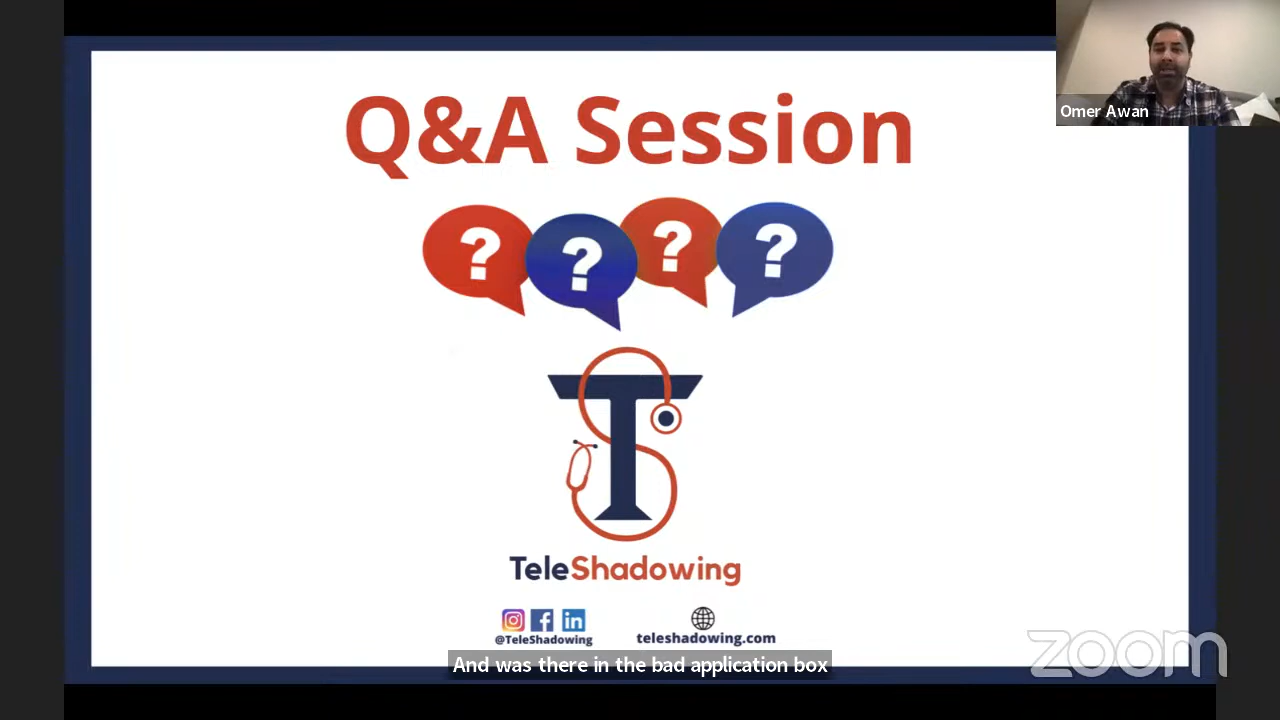 Q&A Session
Omer Awan
? ? ? ?
TeleShadowing
@TeleShadowing
teleshadowing.com
And was there in the bad application box
zoom